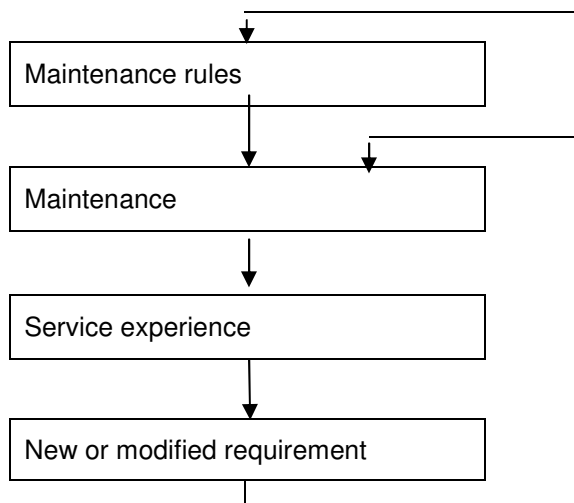 Maintenance rules
Maintenance
Service experience
New or modified requirement